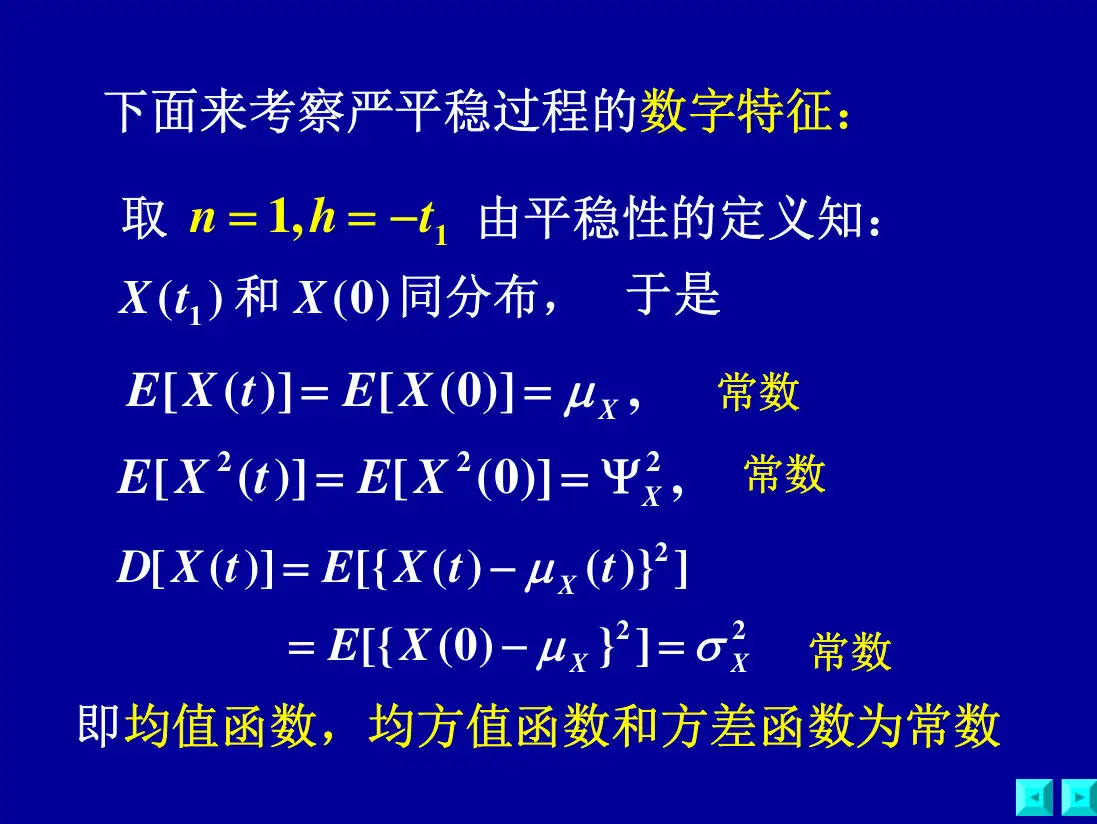 下面来考察严平稳过程的数字特征：
取 n = 1, h = −t₁ 由平稳性的定义知：
X(t₁) 和 X(0) 同分布， 于是
E[X(t)] = E[X(0)] = μ_X , 常数
E[X²(t)] = E[X²(0)] = Ψ_X² , 常数
D[X(t)] = E[{X(t) − μ_X(t)}²]
= E[{X(0) − μ_X}²] = σ_X² 常数
即均值函数，均方值函数和方差函数为常数